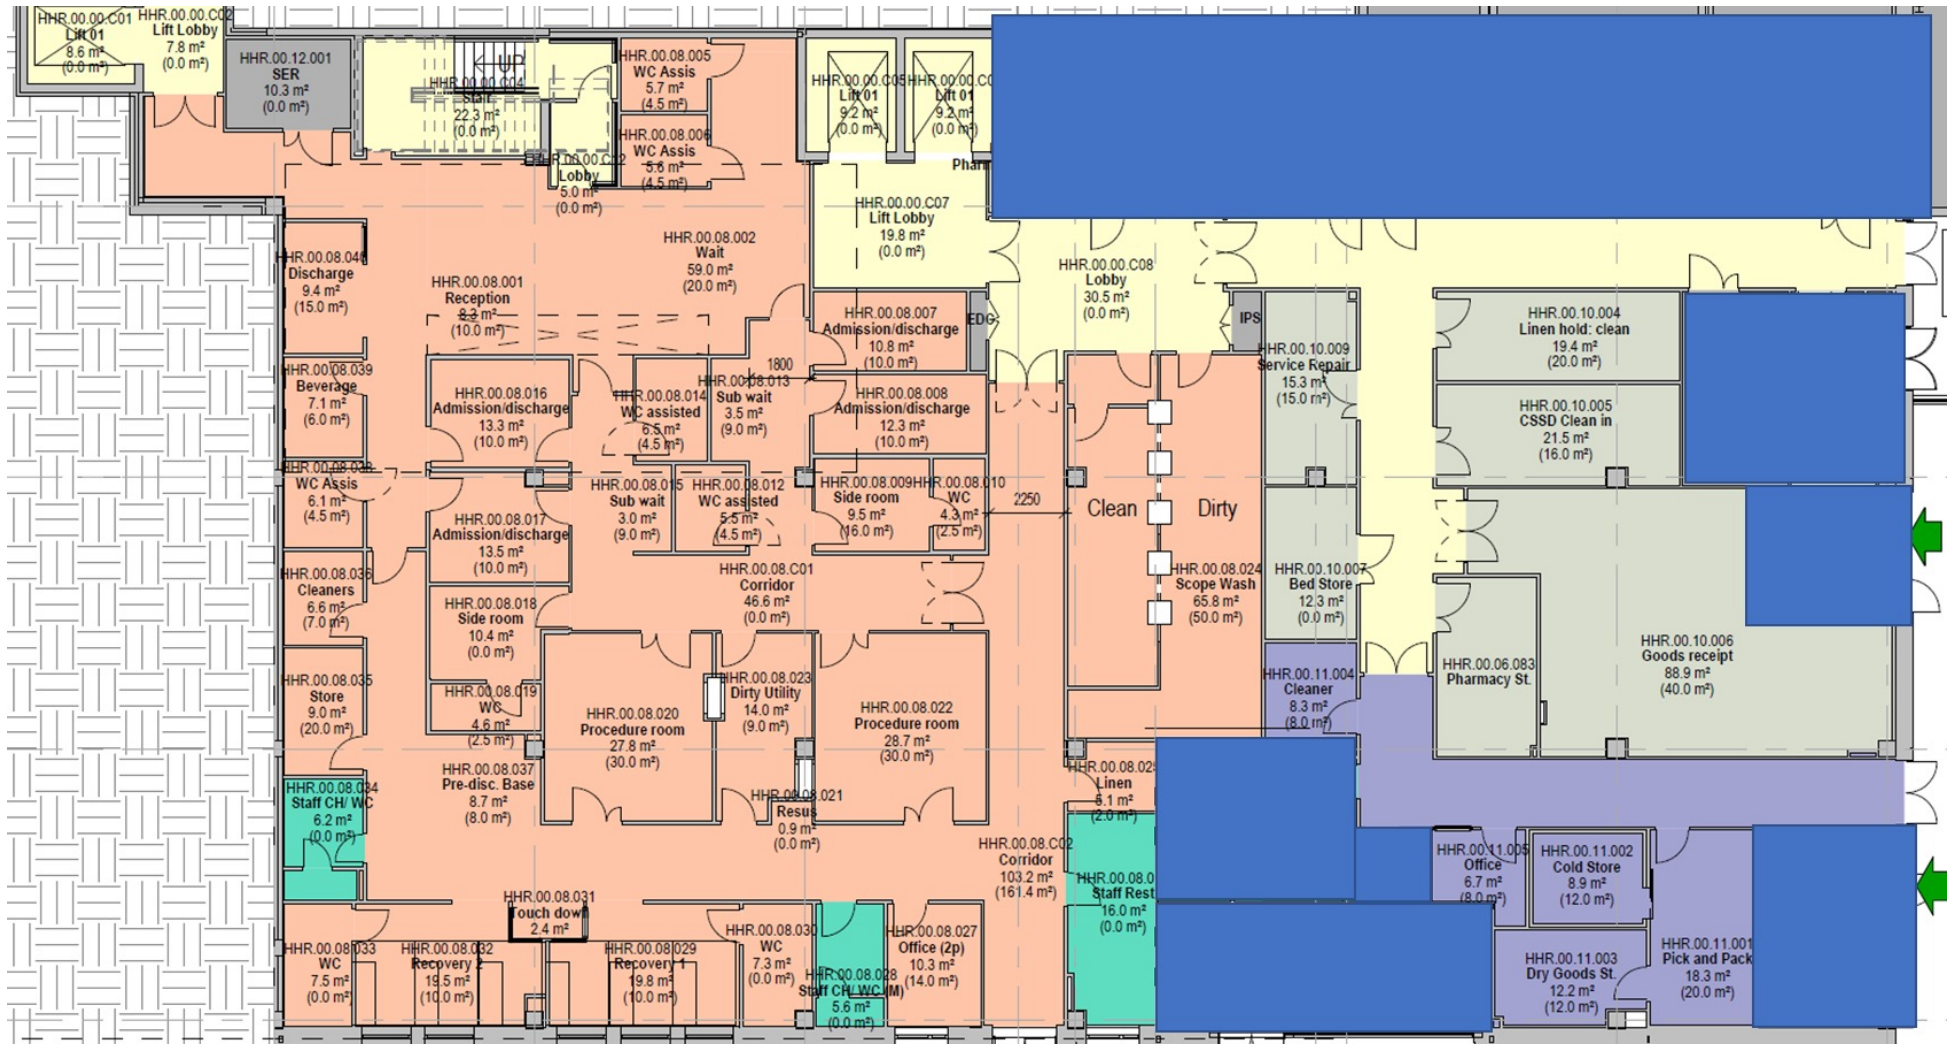 HHR.00.00.C01
Lift 01
8.6 m²
(0.0 m²)
HHR.00.00.C02
Lift Lobby
7.8 m²
(0.0 m²)
HHR.00.12.001
SER
10.3 m²
(0.0 m²)
UP
HHR.00.00.C04
Stair
22.3 m²
(0.0 m²)
HHR.00.08.005
WC Assis
5.7 m²
(4.5 m²)
HHR.00.08.006
WC Assis
5.6 m²
(4.5 m²)
HR.00.00.C12
Lobby
5.0 m²
(0.0 m²)
HHR.00.00.C05
Lift 01
9.2 m²
(0.0 m²)
HHR.00.00.C0
Lift 01
9.2 m²
(0.0 m²)
Pharm
HHR.00.00.C07
Lift Lobby
19.8 m²
(0.0 m²)
HHR.00.08.002
Wait
59.0 m²
(20.0 m²)
HHR.00.08.040
Discharge
9.4 m²
(15.0 m²)
HHR.00.08.001
Reception
8.3 m²
(10.0 m²)
HHR.00.00.C08
Lobby
30.5 m²
(0.0 m²)
HHR.00.08.007
Admission/discharge
10.8 m²
(10.0 m²)
EDC
IPS
HHR.00.10.009
Service Repair
15.3 m²
(15.0 m²)
HHR.00.10.004
Linen hold: clean
19.4 m²
(20.0 m²)
HHR.00.08.039
Beverage
7.1 m²
(6.0 m²)
HHR.00.08.016
Admission/discharge
13.3 m²
(10.0 m²)
HHR.00.08.014
WC assisted
6.5 m²
(4.5 m²)
1800
HHR.00.08.013
Sub wait
3.5 m²
(9.0 m²)
HHR.00.08.008
Admission/discharge
12.3 m²
(10.0 m²)
HHR.00.10.005
CSSD Clean in
21.5 m²
(16.0 m²)
HHR.00.08.038
WC Assis
6.1 m²
(4.5 m²)
HHR.00.08.017
Admission/discharge
13.5 m²
(10.0 m²)
HHR.00.08.015
Sub wait
3.0 m²
(9.0 m²)
HHR.00.08.012
WC assisted
5.5 m²
(4.5 m²)
HHR.00.08.009
Side room
9.5 m²
(16.0 m²)
HHR.00.08.010
WC
4.3 m²
(2.5 m²)
2250
Clean
Dirty
HHR.00.08.036
Cleaners
6.6 m²
(7.0 m²)
HHR.00.08.018
Side room
10.4 m²
(0.0 m²)
HHR.00.08.C01
Corridor
46.6 m²
(0.0 m²)
HHR.00.08.024
Scope Wash
65.8 m²
(50.0 m²)
HHR.00.10.007
Bed Store
12.3 m²
(0.0 m²)
HHR.00.10.006
Goods receipt
88.9 m²
(40.0 m²)
HHR.00.06.083
Pharmacy St.
HHR.00.11.004
Cleaner
8.3 m²
(8.0 m²)
HHR.00.08.035
Store
9.0 m²
(20.0 m²)
HHR.00.08.019
WC
4.6 m²
(2.5 m²)
HHR.00.08.020
Procedure room
27.8 m²
(30.0 m²)
HHR.00.08.023
Dirty Utility
14.0 m²
(9.0 m²)
HHR.00.08.022
Procedure room
28.7 m²
(30.0 m²)
HHR.00.08.034
Staff CH/ WC
6.2 m²
(0.0 m²)
HHR.00.08.037
Pre-disc. Base
8.7 m²
(8.0 m²)
HHR.00.08.021
Resus
0.9 m²
(0.0 m²)
HHR.00.08.025
Linen
5.1 m²
(2.0 m²)
HHR.00.08.C02
Corridor
103.2 m²
(161.4 m²)
HHR.00.08.0
Staff Rest
16.0 m²
(0.0 m²)
HHR.00.11.005
Office
6.7 m²
(8.0 m²)
HHR.00.11.002
Cold Store
8.9 m²
(12.0 m²)
HHR.00.08.031
Touch down
2.4 m²
HHR.00.08.033
WC
7.5 m²
(0.0 m²)
HHR.00.08.032
Recovery 2
19.5 m²
(10.0 m²)
HHR.00.08.029
Recovery 1
19.8 m²
(10.0 m²)
HHR.00.08.030
WC
7.3 m²
(0.0 m²)
HHR.00.08.028
Staff CH/ WC (M)
5.6 m²
(0.0 m²)
HHR.00.08.027
Office (2p)
10.3 m²
(14.0 m²)
HHR.00.11.003
Dry Goods St.
12.2 m²
(12.0 m²)
HHR.00.11.001
Pick and Pack
18.3 m²
(20.0 m²)